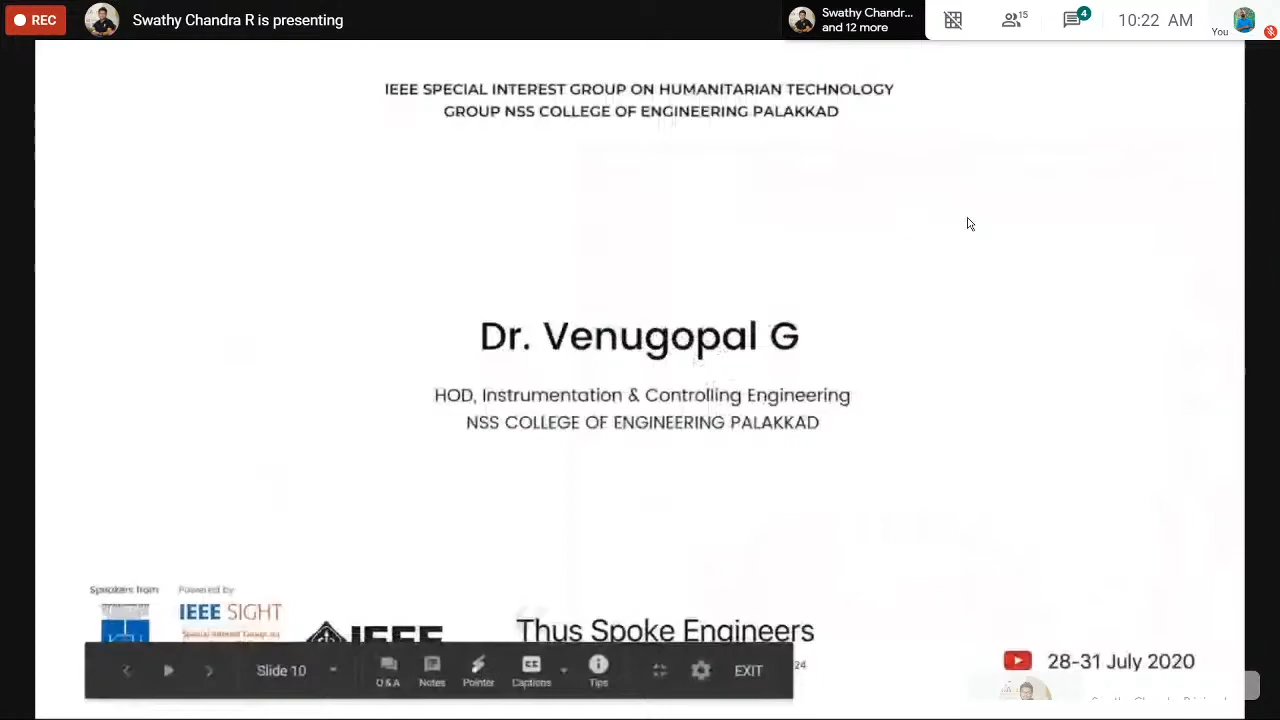 REC
Swathy Chandra R is presenting
Swathy Chandr...
and 12 more
15
4
10:22 AM
You
IEEE SPECIAL INTEREST GROUP ON HUMANITARIAN TECHNOLOGY
GROUP NSS COLLEGE OF ENGINEERING PALAKKAD
Dr. Venugopal G
HOD, Instrumentation & Controlling Engineering
NSS COLLEGE OF ENGINEERING PALAKKAD
Speakers from
Powered by
IEEE SIGHT
IEEE
Thus Spoke Engineers
24
28-31 July 2020
Slide 10
Q&A
Notes
Pointer
CC
Captions
Tips
EXIT